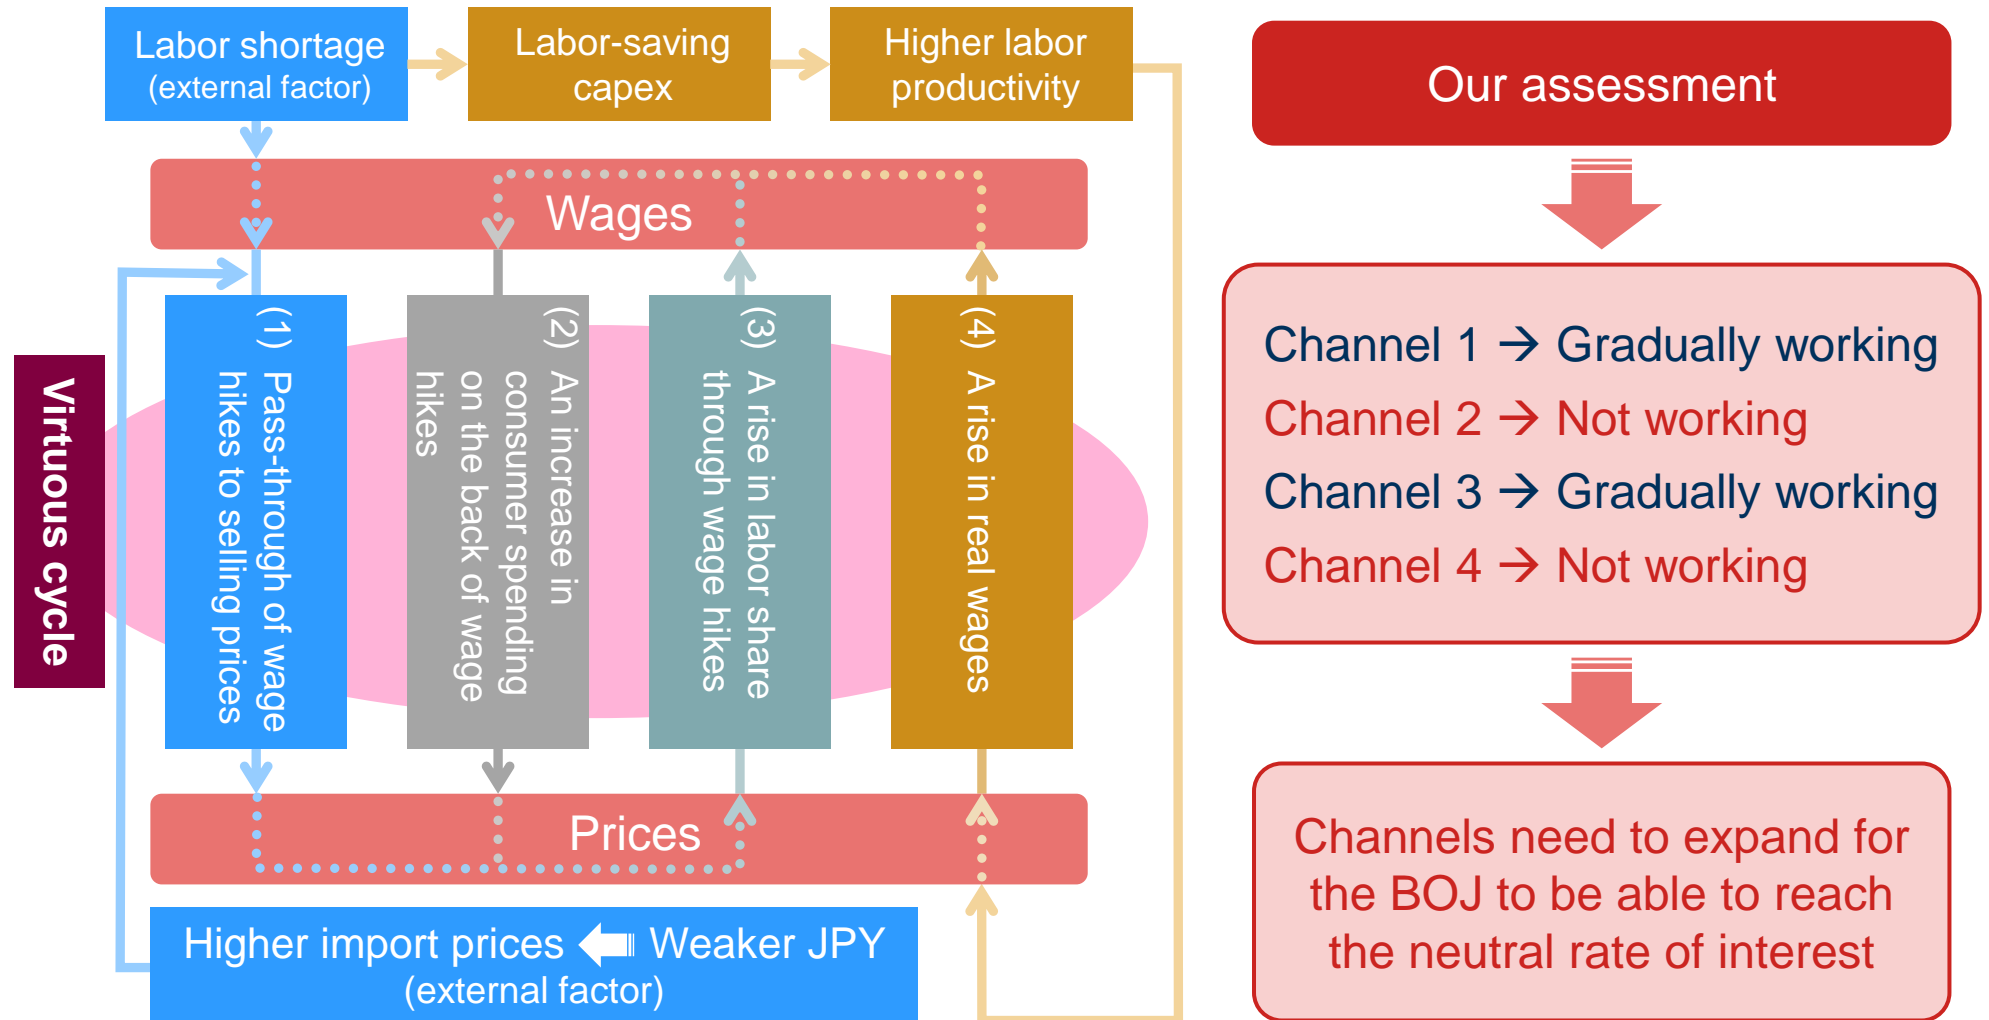 Labor shortage
(external factor)
Labor-saving
capex
Higher labor
productivity
Wages
Virtuous cycle
(1) Pass-through of wage
hikes to selling prices
(2) An increase in
consumer spending
on the back of wage
hikes
(3) A rise in labor share
through wage hikes
(4) A rise in real wages
Prices
Higher import prices Weaker JPY
(external factor)
Our assessment
Channel 1 → Gradually working
Channel 2 → Not working
Channel 3 → Gradually working
Channel 4 → Not working
Channels need to expand for
the BOJ to be able to reach
the neutral rate of interest